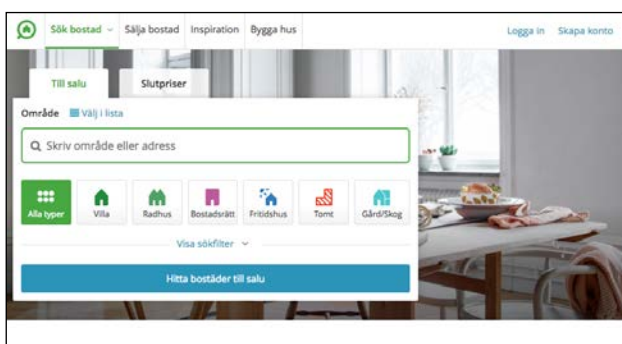 Sök bostad Sälja bostad Inspiration Bygga hus Logga in Skapa konto
Till salu Slutpriser
Område Välj i lista
Skriv område eller adress
Alla typer Villa Radhus Bostadsrätt Fritidshus Tomt Gård/Skog
Visa sökfilter
Hitta bostäder till salu